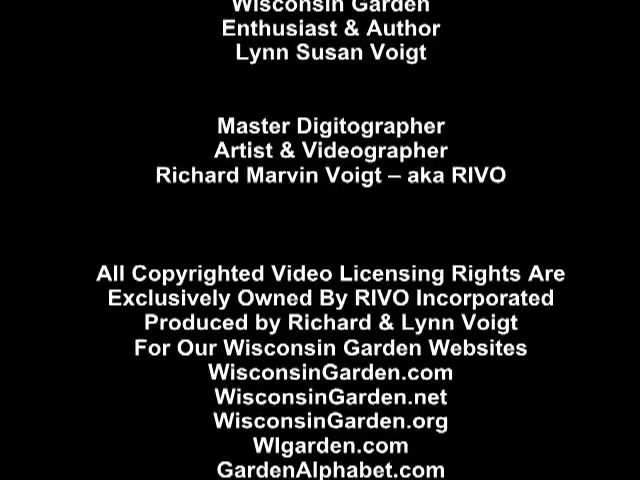 Wisconsin Garden
Enthusiast & Author
Lynn Susan Voigt
Master Digitographer
Artist & Videographer
Richard Marvin Voigt – aka RIVO
All Copyrighted Video Licensing Rights Are
Exclusively Owned By RIVO Incorporated
Produced by Richard & Lynn Voigt
For Our Wisconsin Garden Websites
WisconsinGarden.com
WisconsinGarden.net
WisconsinGarden.org
WIgarden.com
GardenAlphabet.com